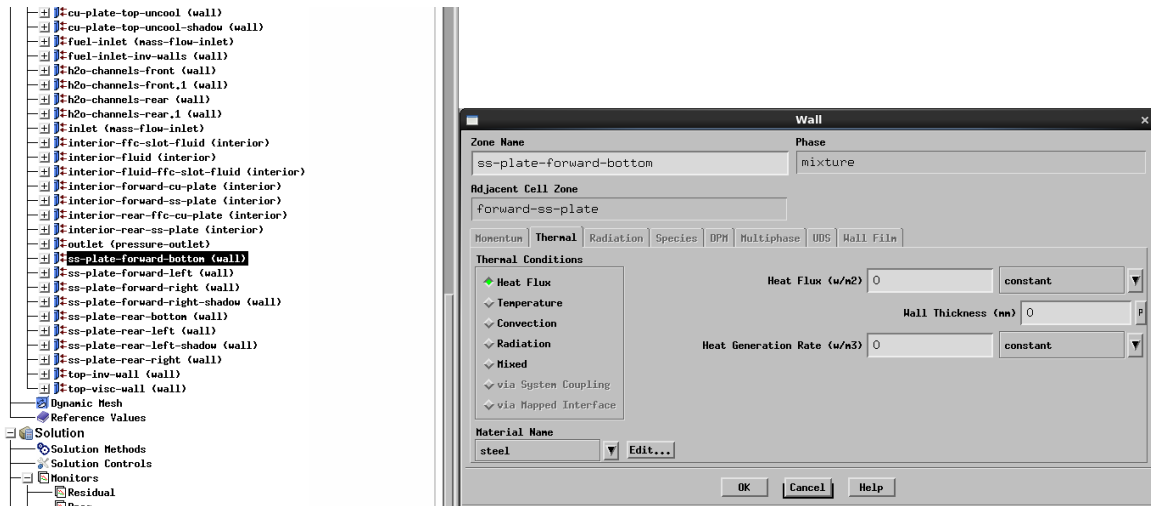 cu-plate-top-uncool (wall)
cu-plate-top-uncool-shadow (wall)
fuel-inlet (mass-flow-inlet)
fuel-inlet-inv-walls (wall)
h2o-channels-front (wall)
h2o-channels-front.1 (wall)
h2o-channels-rear (wall)
h2o-channels-rear.1 (wall)
inlet (mass-flow-inlet)
interior-ffc-slot-fluid (interior)
interior-fluid (interior)
interior-fluid-ffc-slot-fluid (interior)
interior-forward-cu-plate (interior)
interior-forward-ss-plate (interior)
interior-rear-ffc-cu-plate (interior)
interior-rear-ss-plate (interior)
outlet (pressure-outlet)
ss-plate-forward-bottom (wall)
ss-plate-forward-left (wall)
ss-plate-forward-right (wall)
ss-plate-forward-right-shadow (wall)
ss-plate-rear-bottom (wall)
ss-plate-rear-left (wall)
ss-plate-rear-left-shadow (wall)
ss-plate-rear-right (wall)
top-inv-wall (wall)
top-visc-wall (wall)
Dynamic Mesh
Reference Values
Solution
Solution Methods
Solution Controls
Monitors
Residual
Wall
Zone Name
ss-plate-forward-bottom
Phase
mixture
Adjacent Cell Zone
forward-ss-plate
Momentum Thermal Radiation Species DPM Multiphase UDS Wall Film
Thermal Conditions
Heat Flux
Temperature
Convection
Radiation
Mixed
via System Coupling
via Mapped Interface
Heat Flux (w/m2) 0 constant
Wall Thickness (mm) 0 P
Heat Generation Rate (w/m3) 0 constant
Material Name
steel Edit...
OK Cancel Help